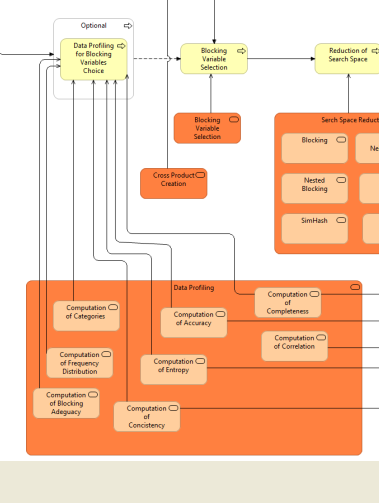 Optional
Data Profiling
for Blocking
Variables
Choice
Blocking
Variable
Selection
Reduction of
Search Space
Blocking
Variable
Selection
Cross Product
Creation
Serch Space Reduct
Blocking
Ne
Nested
Blocking
SimHash
Data Profiling
Computation
of Categories
Computation
of Completeness
Computation
of Accuracy
Computation
of Correlation
Computation
of Frequency
Distribution
Computation
of Entropy
Computation
of Blocking
Adeguacy
Computation
of
Concistency